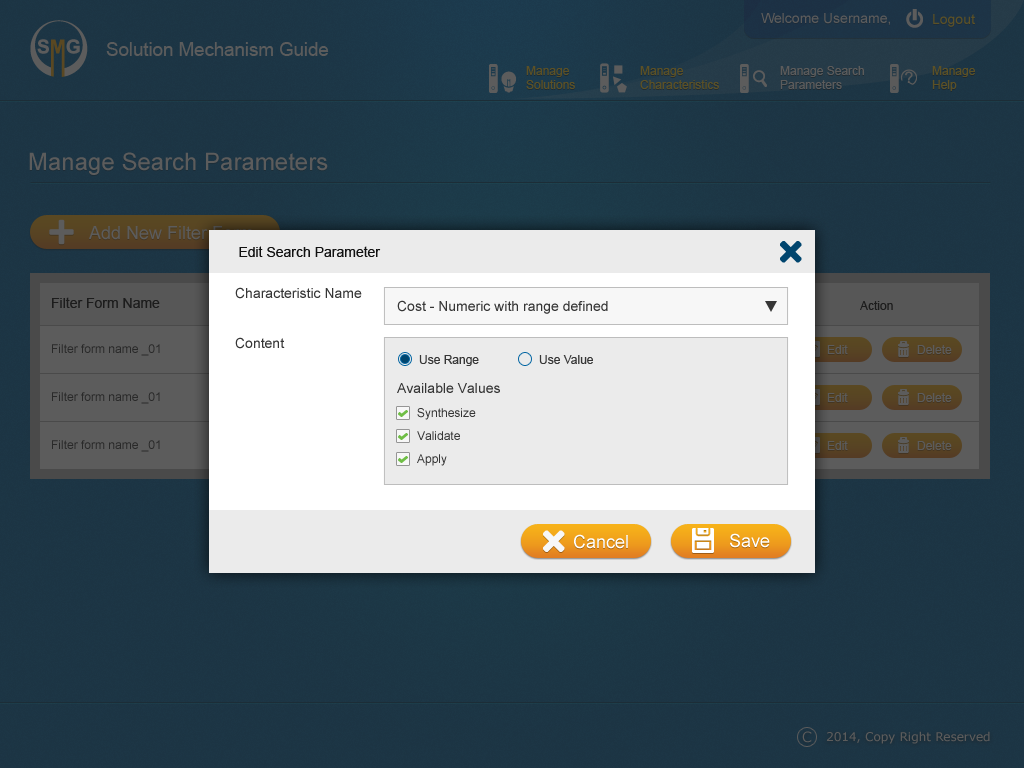 Welcome Username,
Logout
SMG
Solution Mechanism Guide
Manage
Solutions
Manage
Characteristics
Manage Search
Parameters
Manage
Help
Manage Search Parameters
Add New Filter
Edit Search Parameter
Characteristic Name
Cost - Numeric with range defined
Content
Use Range
Use Value
Available Values
Synthesize
Validate
Apply
Cancel
Save
Filter Form Name
Action
Filter form name _01
Edit
Delete
Filter form name _01
Edit
Delete
Filter form name _01
Edit
Delete
© 2014, Copy Right Reserved